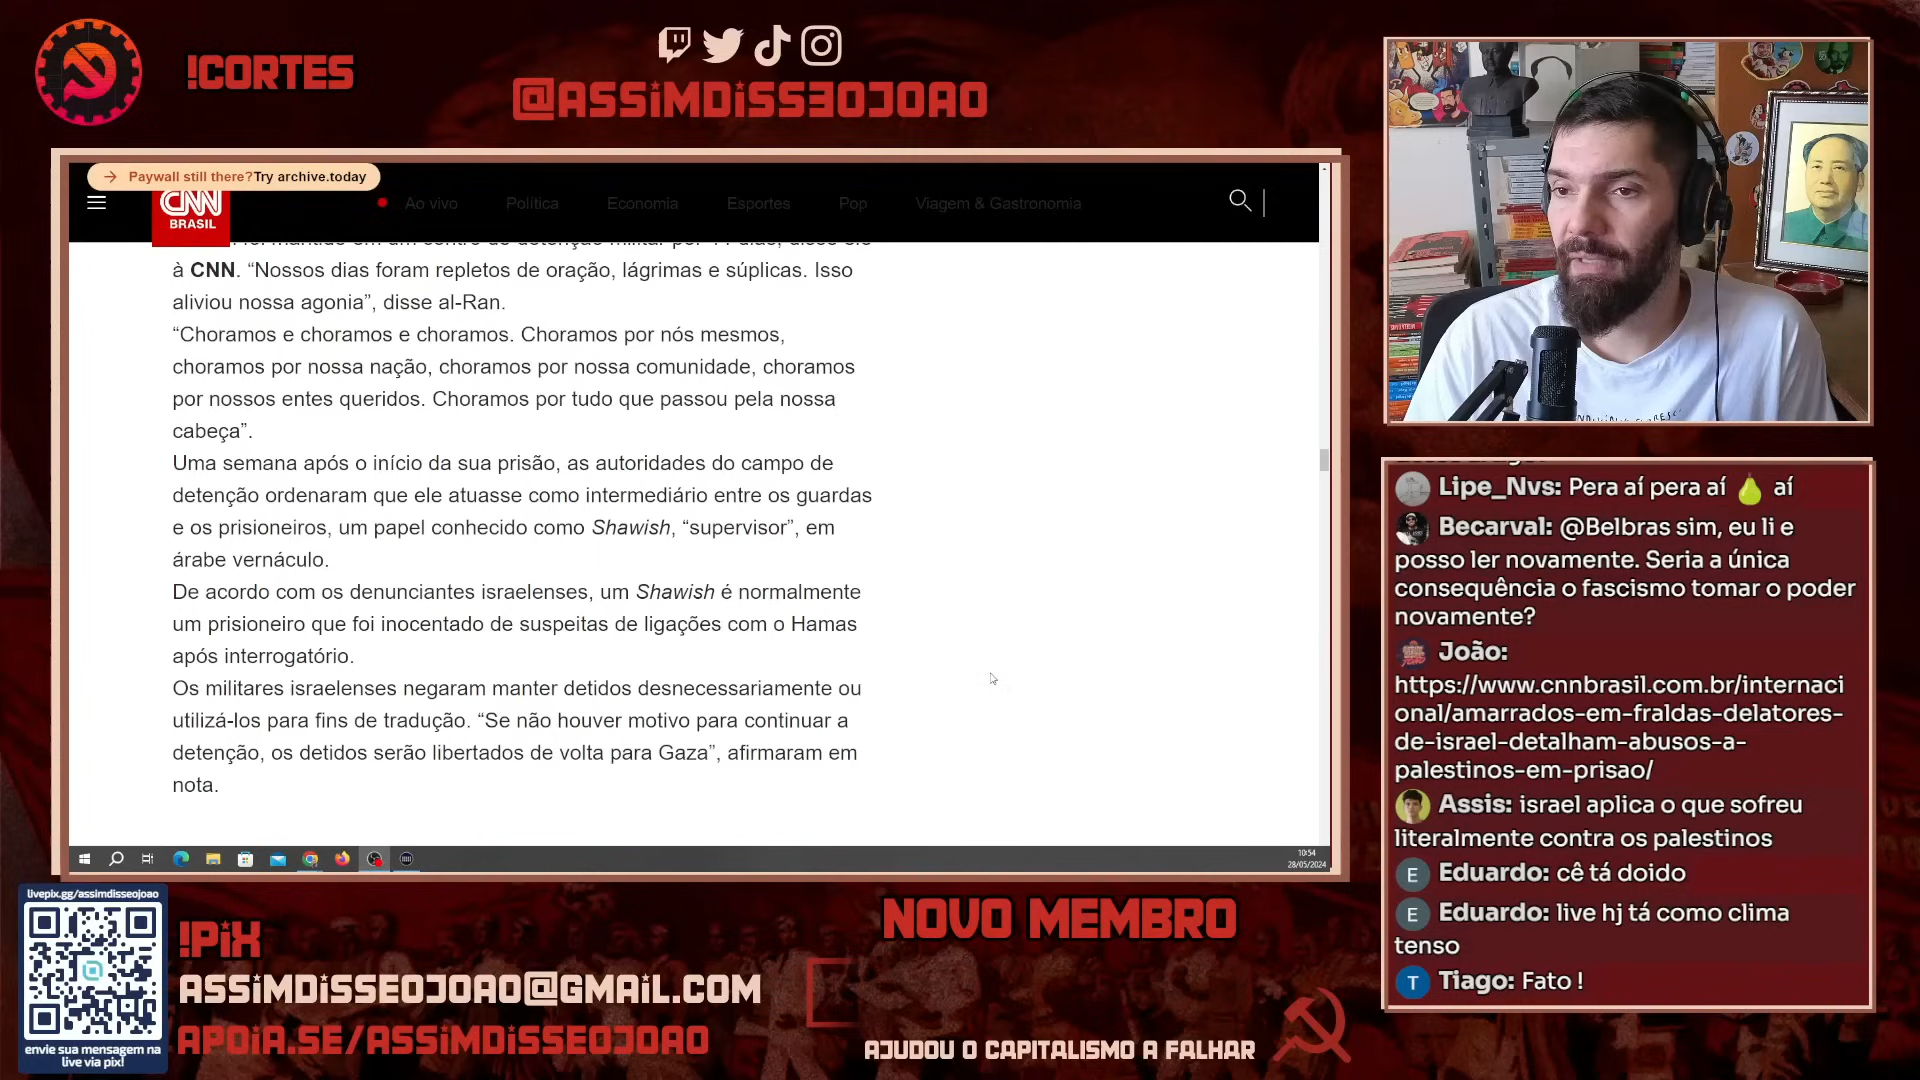 !CORTES
@ASSIMDISSEOJOAO
→ Paywall still there? Try archive.today
CNN
BRASIL
Ao vivo
Política
Economia
Esportes
Pop
Viagem & Gastronomia
à CNN. “Nossos dias foram repletos de oração, lágrimas e súplicas. Isso
aliviou nossa agonia”, disse al-Ran.
“Choramos e choramos e choramos. Choramos por nós mesmos,
choramos por nossa nação, choramos por nossa comunidade, choramos
por nossos entes queridos. Choramos por tudo que passou pela nossa
cabeça”.
Uma semana após o início da sua prisão, as autoridades do campo de
detenção ordenaram que ele atuasse como intermediário entre os guardas
e os prisioneiros, um papel conhecido como Shawish, “supervisor”, em
árabe vernáculo.
De acordo com os denunciantes israelenses, um Shawish é normalmente
um prisioneiro que foi inocentado de suspeitas de ligações com o Hamas
após interrogatório.
Os militares israelenses negaram manter detidos desnecessariamente ou
utilizá-los para fins de tradução. “Se não houver motivo para continuar a
detenção, os detidos serão libertados de volta para Gaza”, afirmaram em
nota.
10:54
28/05/2024
Lipe_Nvs: Pera aí pera aí 🍐 aí
Becarval: @Belbras sim, eu li e
posso ler novamente. Seria a única
consequência o fascismo tomar o poder
novamente?
João:
https://www.cnnbrasil.com.br/internaci
onal/amarrados-em-fraldas-delatores-
de-israel-detalham-abusos-a-
palestinos-em-prisao/
Assis: israel aplica o que sofreu
literalmente contra os palestinos
E Eduardo: cê tá doido
E Eduardo: live hj tá como clima
tenso
T Tiago: Fato !
livepix.gg/assimdisseojoao
envie sua mensagem na
live via pix!
!PIX
ASSIMDISSEOJOAO@GMAIL.COM
APOIA.SE/ASSIMDISSEOJOAO
NOVO MEMBRO
AJUDOU O CAPITALISMO A FALHAR